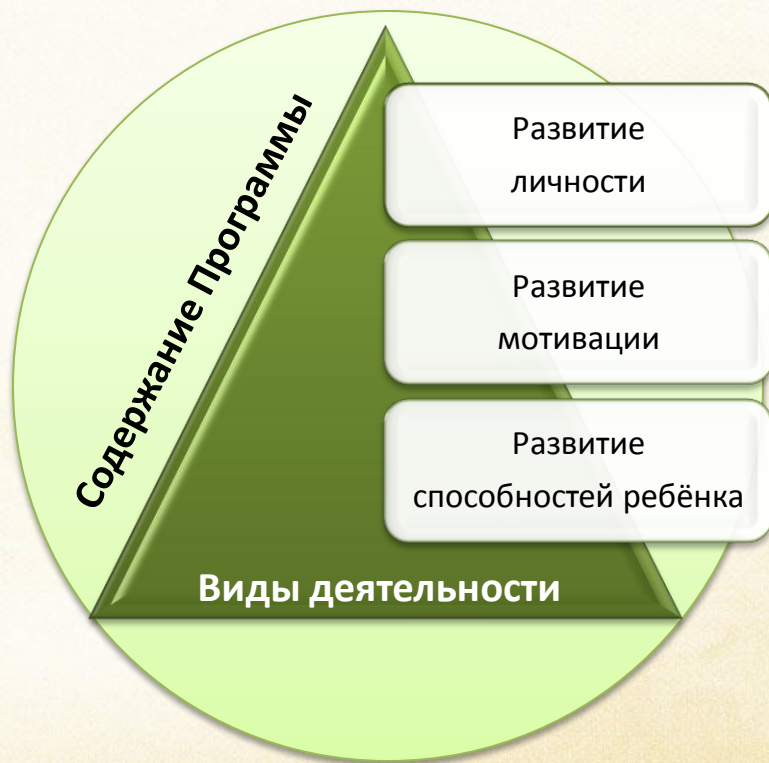 Содержание Программы
Развитие
личности
Развитие
мотивации
Развитие
способностей ребёнка
Виды деятельности